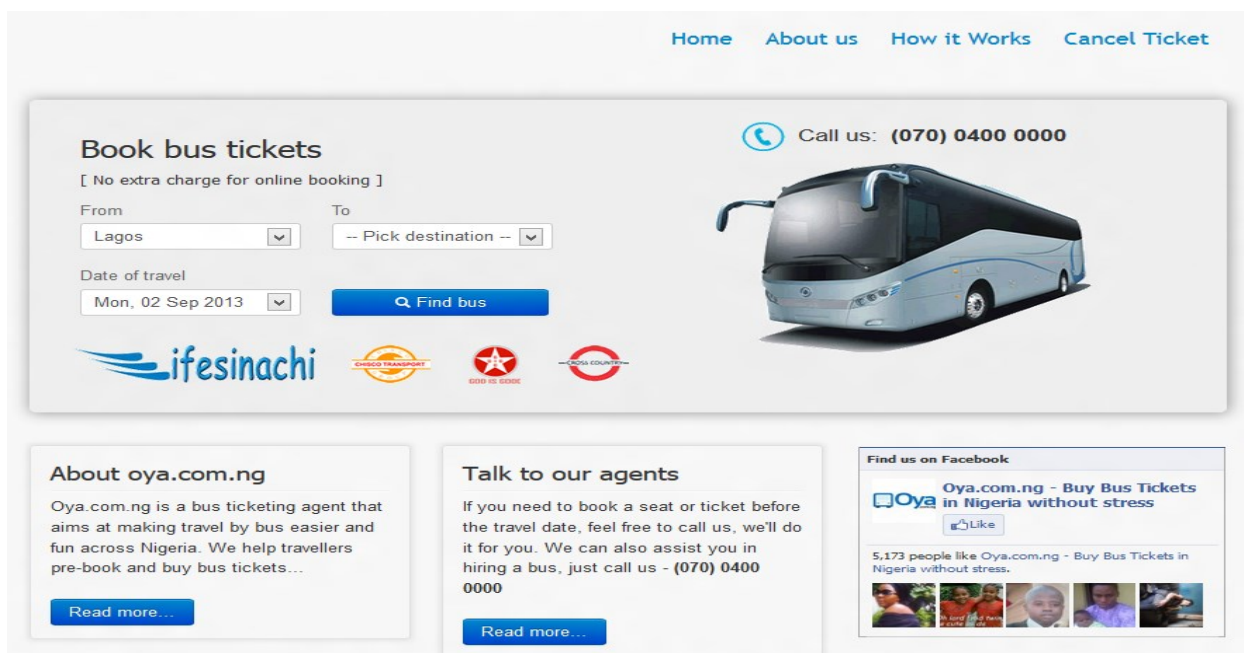 Home About us How it Works Cancel Ticket
Book bus tickets
[ No extra charge for online booking ]
Call us: (070) 0400 0000
From To
Lagos -- Pick destination --
Date of travel
Mon, 02 Sep 2013 Find bus
ifesinachi CHISCO TRANSPORT GOD IS GOOD CROSS COUNTRY
About oya.com.ng
Oya.com.ng is a bus ticketing agent that
aims at making travel by bus easier and
fun across Nigeria. We help travellers
pre-book and buy bus tickets...
Read more...
Talk to our agents
If you need to book a seat or ticket before
the travel date, feel free to call us, we'll do
it for you. We can also assist you in
hiring a bus, just call us - (070) 0400
0000
Read more...
Find us on Facebook
Oya
Oya.com.ng - Buy Bus Tickets
in Nigeria without stress
Like
5,173 people like Oya.com.ng - Buy Bus Tickets in
Nigeria without stress.